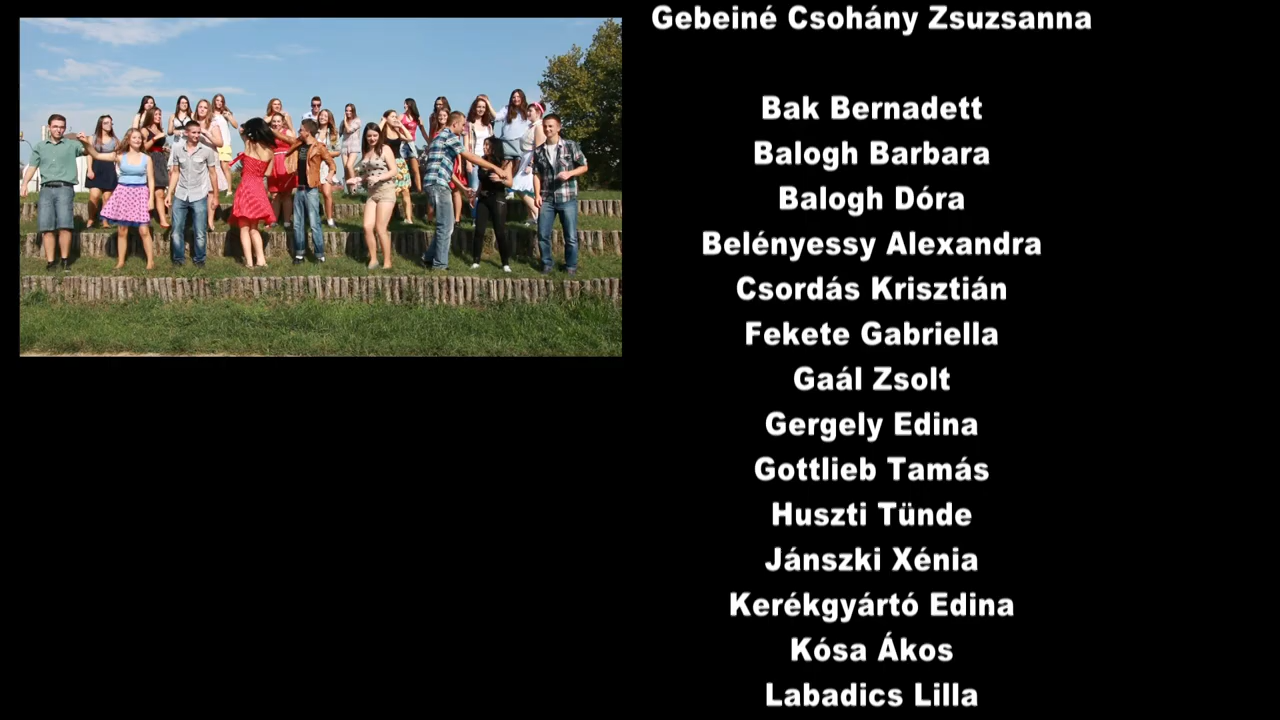 Gebeiné Csohány Zsuzsanna
Bak Bernadett
Balogh Barbara
Balogh Dóra
Belényessy Alexandra
Csordás Krisztián
Fekete Gabriella
Gaál Zsolt
Gergely Edina
Gottlieb Tamás
Huszti Tünde
Jánszki Xénia
Kerékgyártó Edina
Kósa Ákos
Labadics Lilla